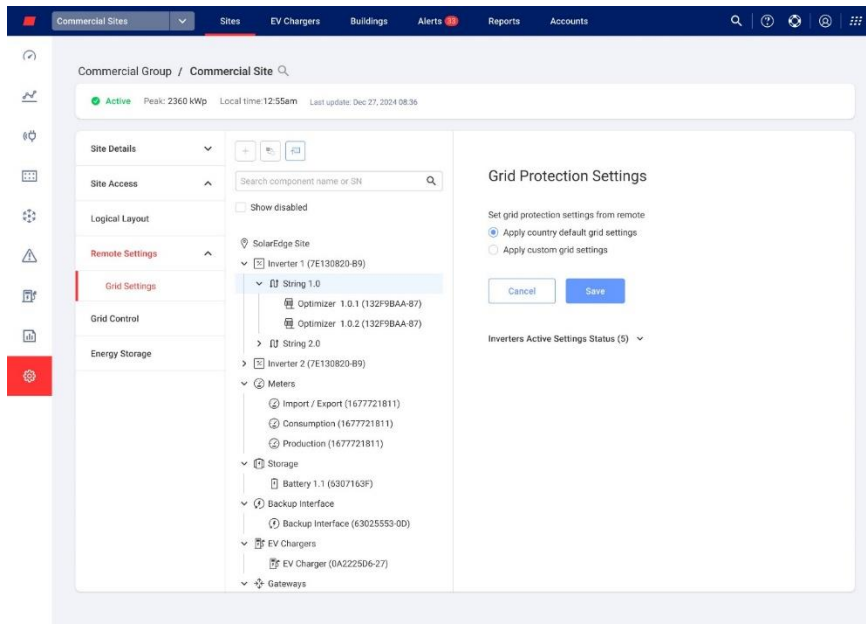 Commercial Sites
Sites
EV Chargers
Buildings
Alerts 33
Reports
Accounts
Commercial Group / Commercial Site
Active Peak: 2360 kWp Local time:12:55am Last update: Dec 27, 2024 08:36
Site Details
Site Access
Logical Layout
Remote Settings
Grid Settings
Grid Control
Energy Storage
Search component name or SN
Show disabled
SolarEdge Site
Inverter 1 (7E130820-B9)
String 1.0
Optimizer 1.0.1 (132F9BAA-87)
Optimizer 1.0.2 (132F9BAA-87)
String 2.0
Inverter 2 (7E130820-B9)
Meters
Import / Export (1677721811)
Consumption (1677721811)
Production (1677721811)
Storage
Battery 1.1 (6307163F)
Backup Interface
Backup Interface (63025553-0D)
EV Chargers
EV Charger (0A2225D6-27)
Gateways
Grid Protection Settings
Set grid protection settings from remote
Apply country default grid settings
Apply custom grid settings
Cancel
Save
Inverters Active Settings Status (5)